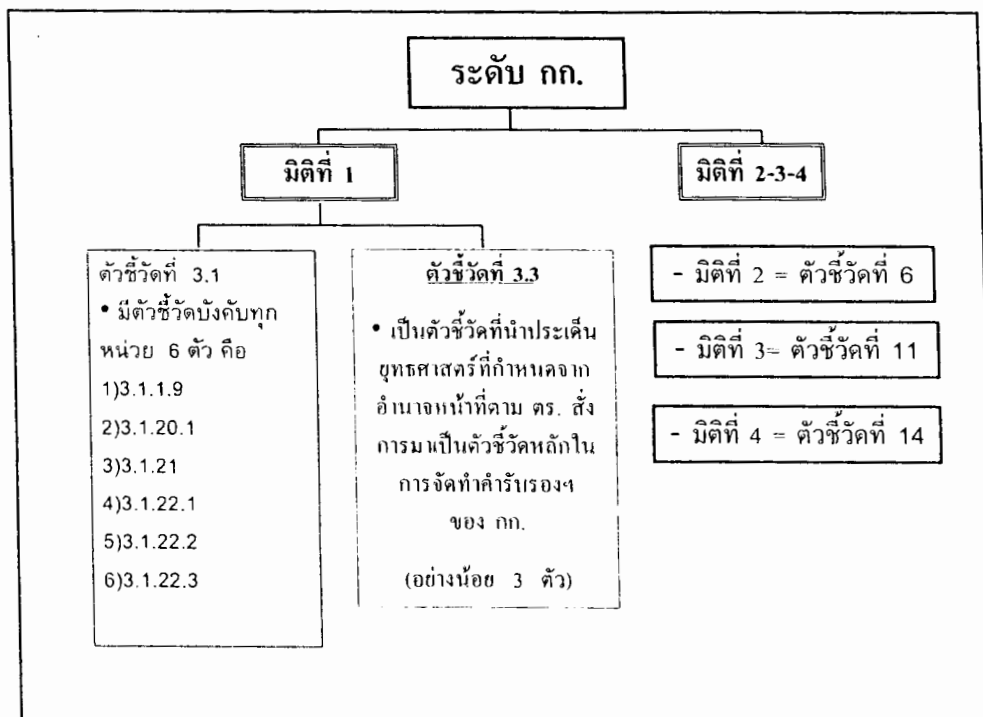 ระดับ กก.
มิติที่ 1
มิติที่ 2-3-4
ตัวชี้วัดที่ 3.1
• มีตัวชี้วัดบังคับทุก
หน่วย 6 ตัว คือ
1)3.1.1.9
2)3.1.20.1
3)3.1.21
4)3.1.22.1
5)3.1.22.2
6)3.1.22.3
ตัวชี้วัดที่ 3.3
• เป็นตัวชี้วัดที่นำประเด็น
ยุทธศาสตร์ที่กำหนดจาก
อำนาจหน้าที่ตาม ตร. สั่ง
การมาเป็นตัวชี้วัดหลักใน
การจัดทำคำรับรองฯ
ของ กก.
(อย่างน้อย 3 ตัว)
- มิติที่ 2 = ตัวชี้วัดที่ 6
- มิติที่ 3= ตัวชี้วัดที่ 11
- มิติที่ 4 = ตัวชี้วัดที่ 14